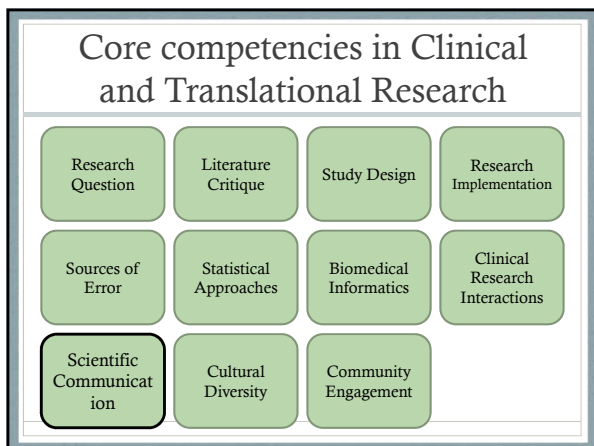 Core competencies in Clinical
and Translational Research
Research
Question
Literature
Critique
Study Design
Research
Implementation
Sources of
Error
Statistical
Approaches
Biomedical
Informatics
Clinical
Research
Interactions
Scientific
Communicat
ion
Cultural
Diversity
Community
Engagement